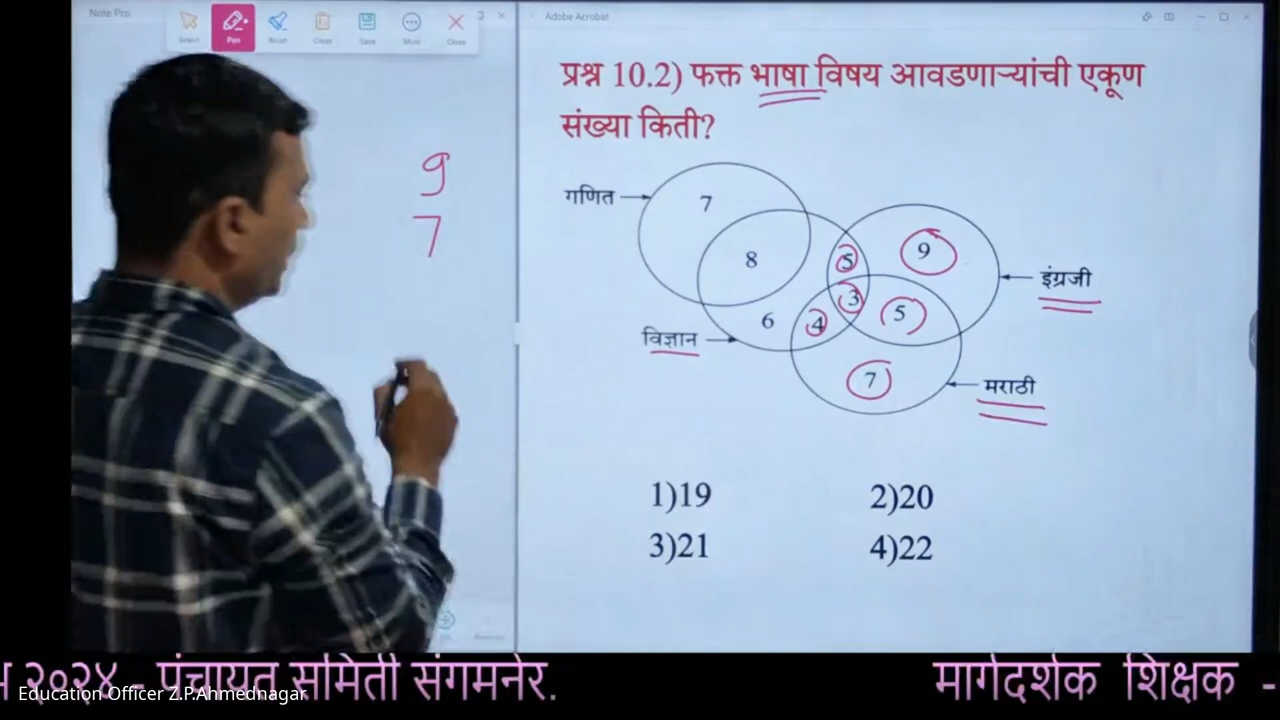 Note Pro
Select
Pen
Brush
Clear
Save
More
Close
Adobe Acrobat
प्रश्न 10.2) फक्त भाषा विषय आवडणाऱ्यांची एकूण
संख्या किती?
9
7
गणित
7
8
5
9
3
5
4
6
7
इंग्रजी
विज्ञान
मराठी
1)19
2)20
3)21
4)22
२०२४ - पंचायत समिती संगमनेर.
मार्गदर्शक शिक्षक -
Education Officer Z.P.Ahmednagar